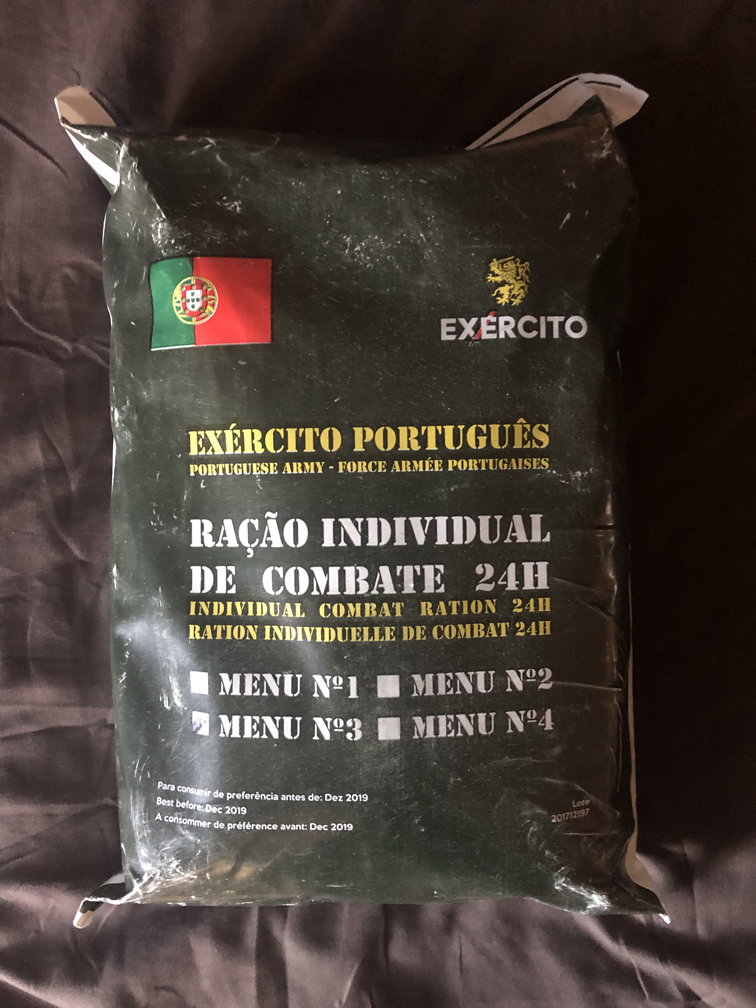 EXÉRCITO
EXÉRCITO PORTUGUÊS
PORTUGUESE ARMY - FORCE ARMÉE PORTUGAISES
RAÇÃO INDIVIDUAL
DE COMBATE 24H
INDIVIDUAL COMBAT RATION 24H
RATION INDIVIDUELLE DE COMBAT 24H
MENU Nº1 MENU Nº2
MENU Nº3 MENU Nº4
Para consumir de preferência antes de: Dez 2019
Best before: Dec 2019
A consommer de préférence avant: Dec 2019
Lote
201712197